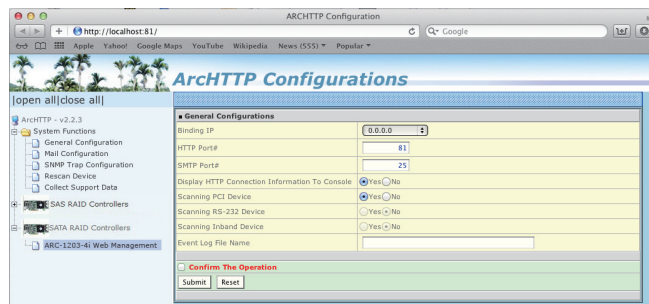 ARCHTTP Configuration
http://localhost:81/
Google
Apple Yahoo! Google Maps YouTube Wikipedia News (555) Popular
ArcHTTP Configurations
|open all|close all|
ArcHTTP - v2.2.3
System Functions
General Configuration
Mail Configuration
SNMP Trap Configuration
Rescan Device
Collect Support Data
SAS RAID Controllers
SATA RAID Controllers
ARC-1203-4i Web Management
General Configurations
Binding IP 0.0.0.0
HTTP Port# 81
SMTP Port# 25
Display HTTP Connection Information To Console Yes No
Scanning PCI Device Yes No
Scanning RS-232 Device Yes No
Scanning Inband Device Yes No
Event Log File Name
Confirm The Operation
Submit Reset